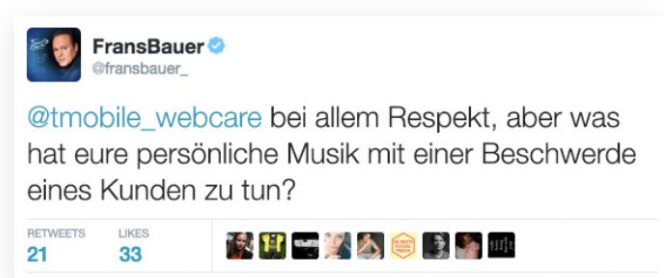 FransBauer
@fransbauer_
@tmobile_webcare bei allem Respekt, aber was
hat eure persönliche Musik mit einer Beschwerde
eines Kunden zu tun?
RETWEETS LIKES
21 33